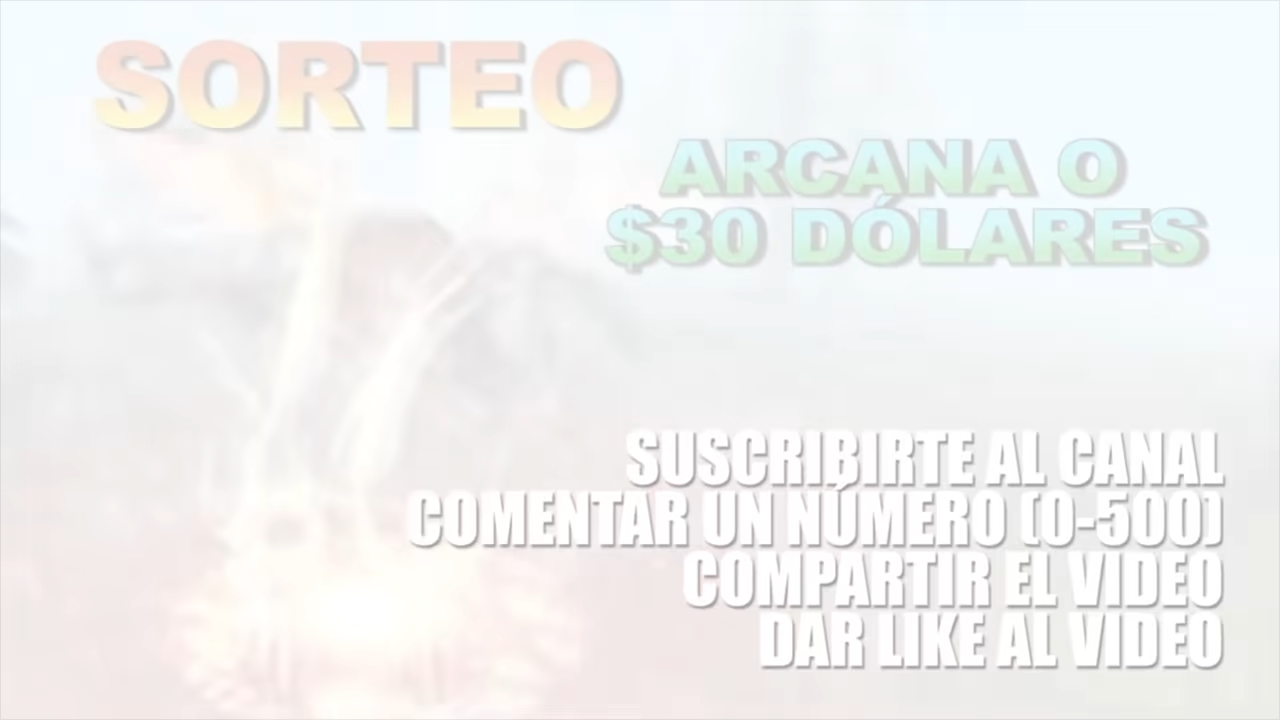 SORTEO
ARCANA O
$30 DÓLARES
SUSCRIBIRTE AL CANAL
COMENTAR UN NÚMERO (0-500)
COMPARTIR EL VIDEO
DAR LIKE AL VIDEO